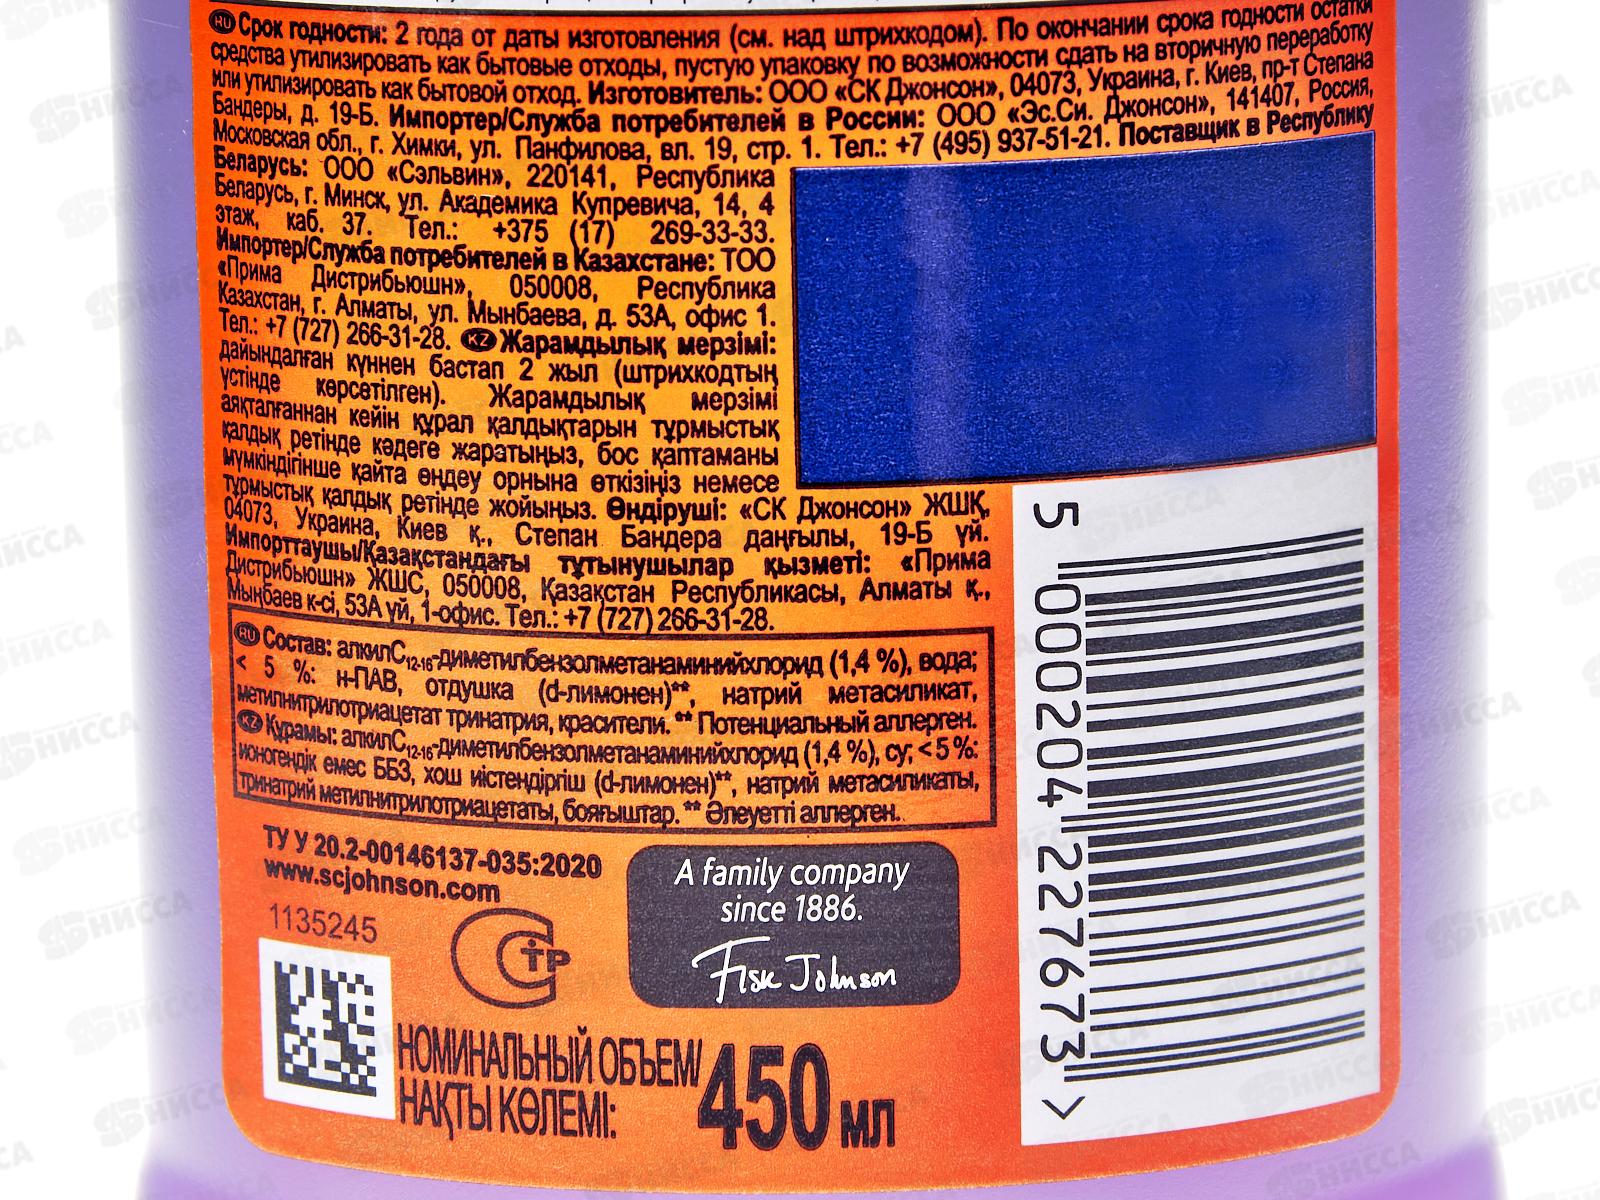 RU Срок годности: 2 года от даты изготовления (см. над штрихкодом). По окончании срока годности остатки
средства утилизировать как бытовые отходы, пустую упаковку по возможности сдать на вторичную переработку
или утилизировать как бытовой отход. Изготовитель: ООО «СК Джонсон», 04073, Украина, г. Киев, пр-т Степана
Бандеры, д. 19-Б. Импортер/Служба потребителей в России: ООО «Эс.Си. Джонсон», 141407, Россия,
Московская обл., г. Химки, ул. Панфилова, вл. 19, стр. 1. Тел.: +7 (495) 937-51-21. Поставщик в Республику
Беларусь: ООО «Сэльвин», 220141, Республика
Беларусь, г. Минск, ул. Академика Купревича, 14, 4
этаж, каб. 37. Тел.: +375 (17) 269-33-33.
Импортер/Служба потребителей в Казахстане: ТОО
«Прима Дистрибьюшн», 050008, Республика
Казахстан, г. Алматы, ул. Мынбаева, д. 53А, офис 1.
Тел.: +7 (727) 266-31-28. KZ Жарамдылық мерзімі:
дайындалған күннен бастап 2 жыл (штрихкодтың
үстінде көрсетілген). Жарамдылық мерзімі
аяқталғаннан кейін құрал қалдықтарын тұрмыстық
қалдық ретінде кәдеге жаратыңыз, бос қаптаманы
мүмкіндігінше қайта өңдеу орнына өткізіңіз немесе
тұрмыстық қалдық ретінде жойыңыз. Өндіруші: «СК Джонсон» ЖШҚ,
04073, Украина, Киев қ., Степан Бандера даңғылы, 19-Б үй.
Импорттаушы/Қазақстандағы тұтынушылар қызметі: «Прима
Дистрибьюшн» ЖШС, 050008, Қазақстан Республикасы, Алматы қ.,
Мыңбаев к-сі, 53А үй, 1-офис. Тел.: +7 (727) 266-31-28.
RU Состав: алкилC12-16-диметилбензолметанаминийхлорид (1,4 %), вода;
< 5 %: н-ПАВ, отдушка (d-лимонен)**, натрий метасиликат,
метилнитрилотриацетат тринатрия, красители. ** Потенциальный аллерген.
KZ Құрамы: алкилC12-16-диметилбензолметанаминийхлорид (1,4 %), су; < 5 %:
ионогендік емес ББЗ, хош иістендіргіш (d-лимонен)**, натрий метасиликаты,
тринатрий метилнитрилотриацетаты, бояғыштар. ** Әлеуетті аллерген.
ТУ У 20.2-00146137-035:2020
www.scjohnson.com
1135245
СТР
A family company
since 1886.
Fisk Johnson
НОМИНАЛЬНЫЙ ОБЪЕМ/
НАҚТЫ КӨЛЕМІ:
450 мл
5 000204 227673 >
НИССА